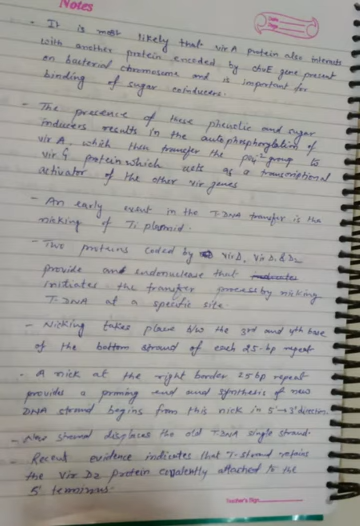 Notes
- It is most likely that vir A protein also interacts
with another protein encoded by chvE gene present
on bacterial chromosome and is important for
binding of sugar coinducers.
- The presence of these phenolic and sugar
inducers results in the autophosphorylation of
vir A, which then transfer the po4-2 group to
vir G protein which acts as a transcriptional
activator of the other vir genes
- An early event in the T-DNA transfer is the
nicking of Ti plasmid.
- Two proteins coded by vir D, Vir D1 & D2
provide and endonuclease that
initiates the transfer process by nicking
T-DNA at a specific site.
- Nicking takes place b/w the 3rd and 4th base
of the bottom strand of each 25-bp repeat
- A nick at the right border 25 bp repeat
provides a priming end and synthesis of new
DNA strand begins from this nick in 5'→3' direction.
- New strand displaces the old T-DNA single strand.
- Recent evidence indicates that T-strand retains
the Vir D2 protein covalently attached to the
5' terminus.
Teacher's Sign.